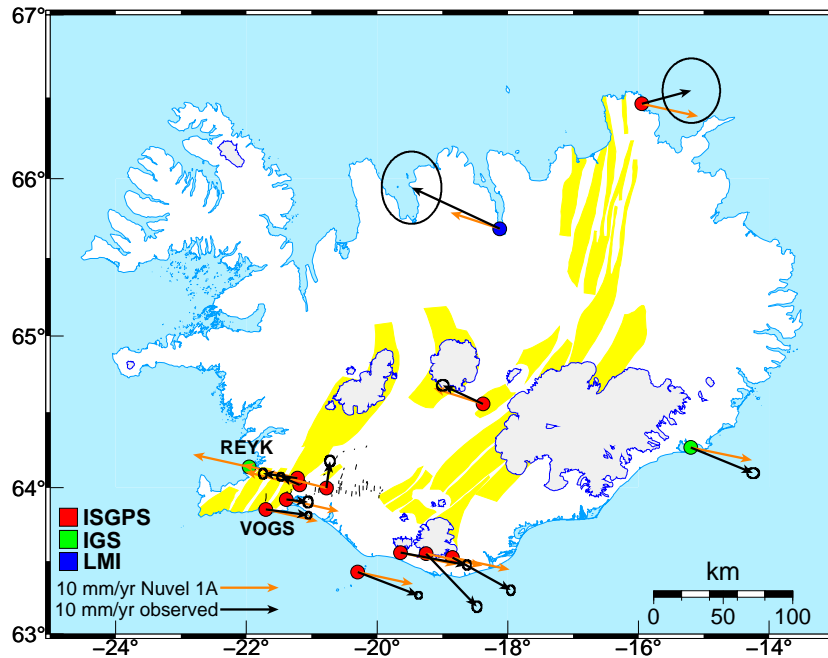 67°
66°
65°
64°
63°
REYK
VOGS
ISGPS
IGS
LMI
10 mm/yr Nuvel 1A
10 mm/yr observed
km
0 50 100
−24° −22° −20° −18° −16° −14°